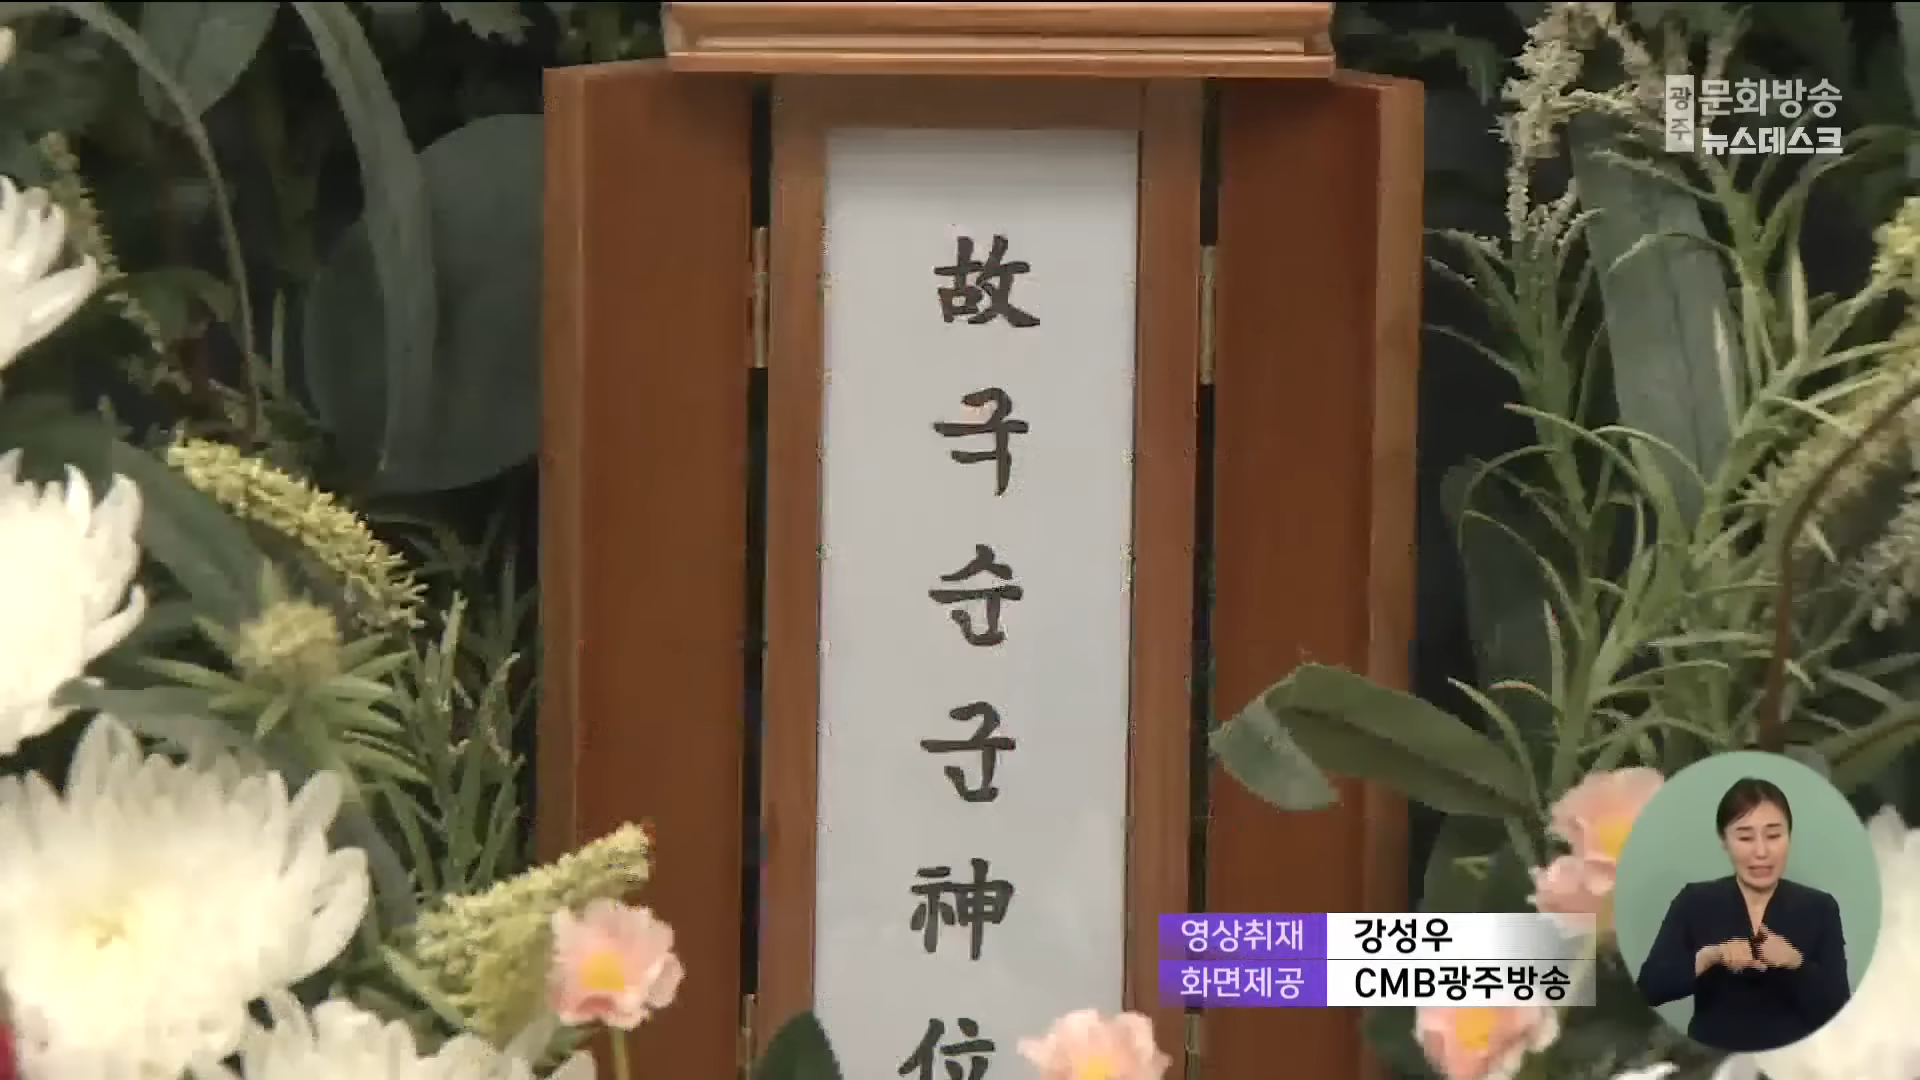 광주
문화방송
뉴스데스크
故
국
순
군
神
位
영상취재 강성우
화면제공 CMB광주방송